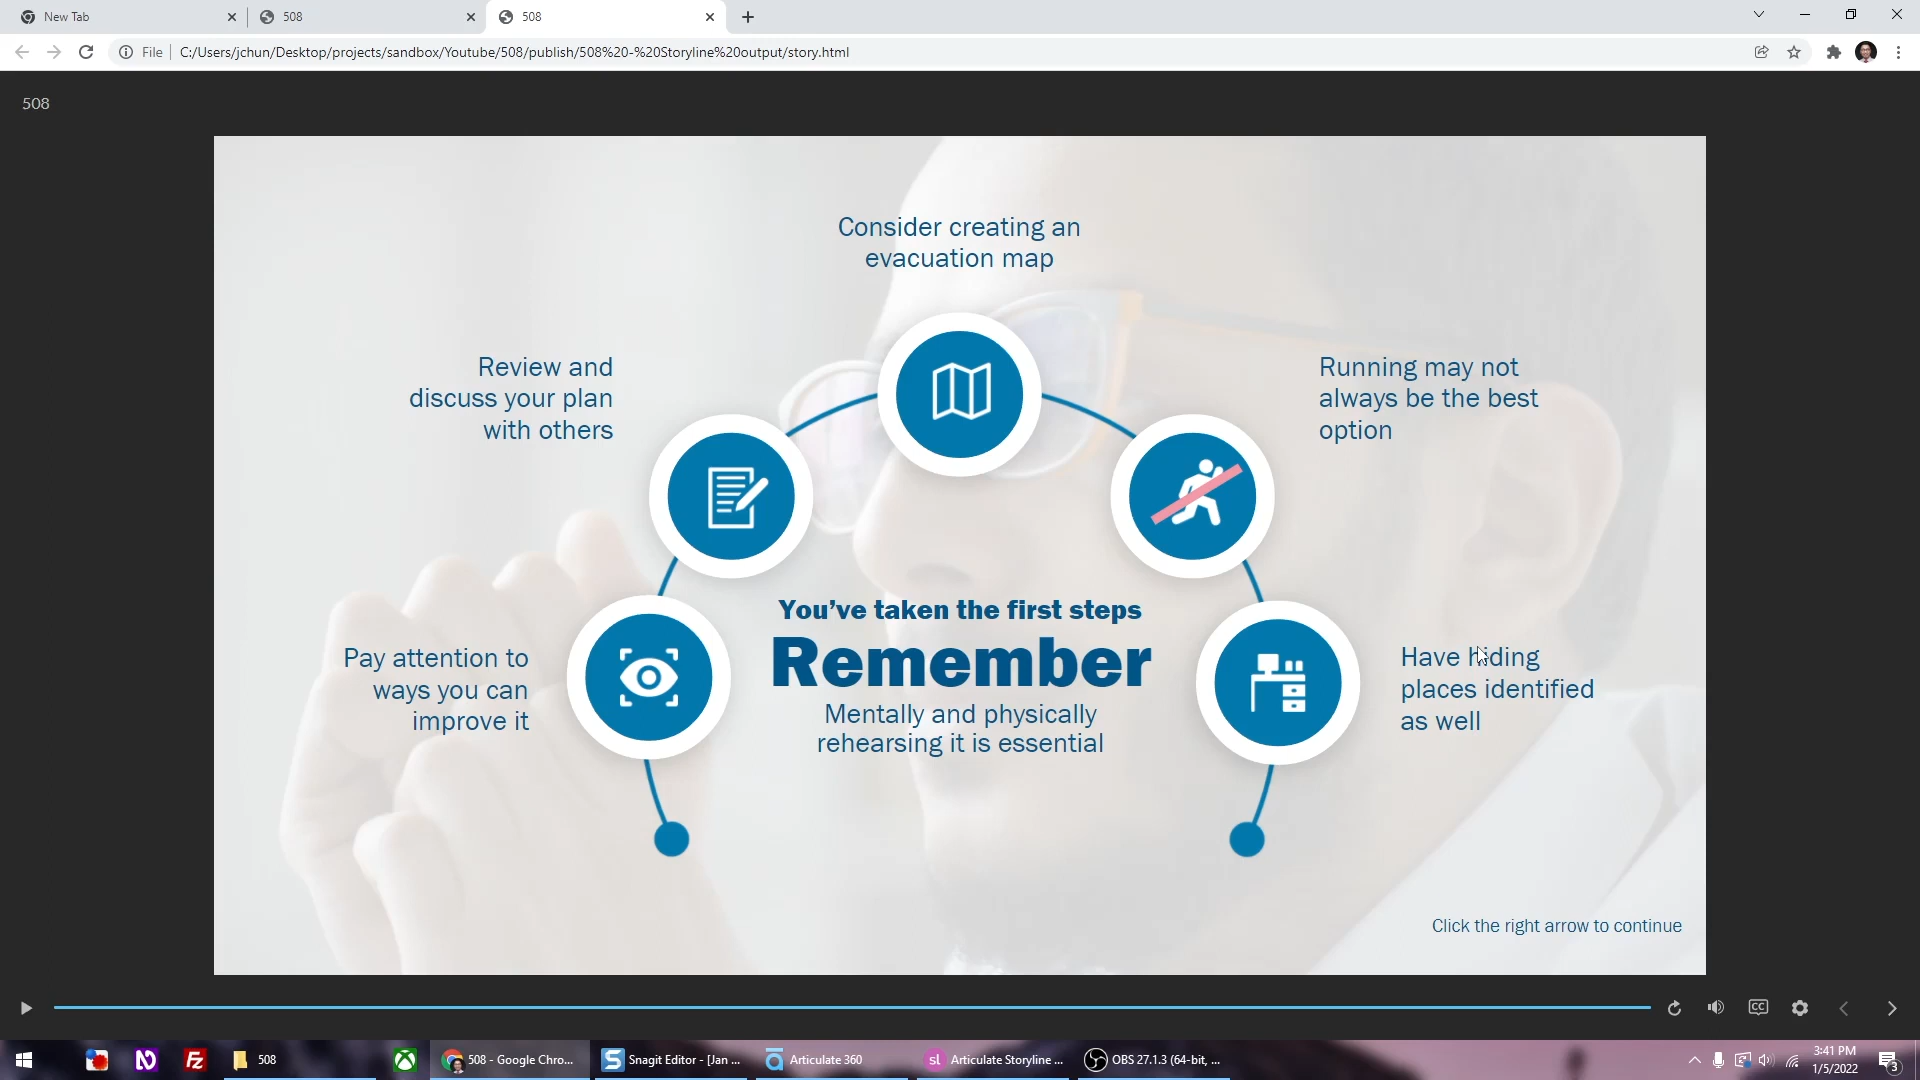 New Tab
508
508
File
C:/Users/jchun/Desktop/projects/sandbox/Youtube/508/publish/508%20-%20Storyline%20output/story.html
508
Consider creating an
evacuation map
Review and
discuss your plan
with others
Running may not
always be the best
option
Pay attention to
ways you can
improve it
You’ve taken the first steps
Remember
Mentally and physically
rehearsing it is essential
Have hiding
places identified
as well
Click the right arrow to continue
CC
508
508 - Google Chro...
Snagit Editor - [Jan ...
Articulate 360
Articulate Storyline ...
OBS 27.1.3 (64-bit, ...
3:41 PM
1/5/2022
3